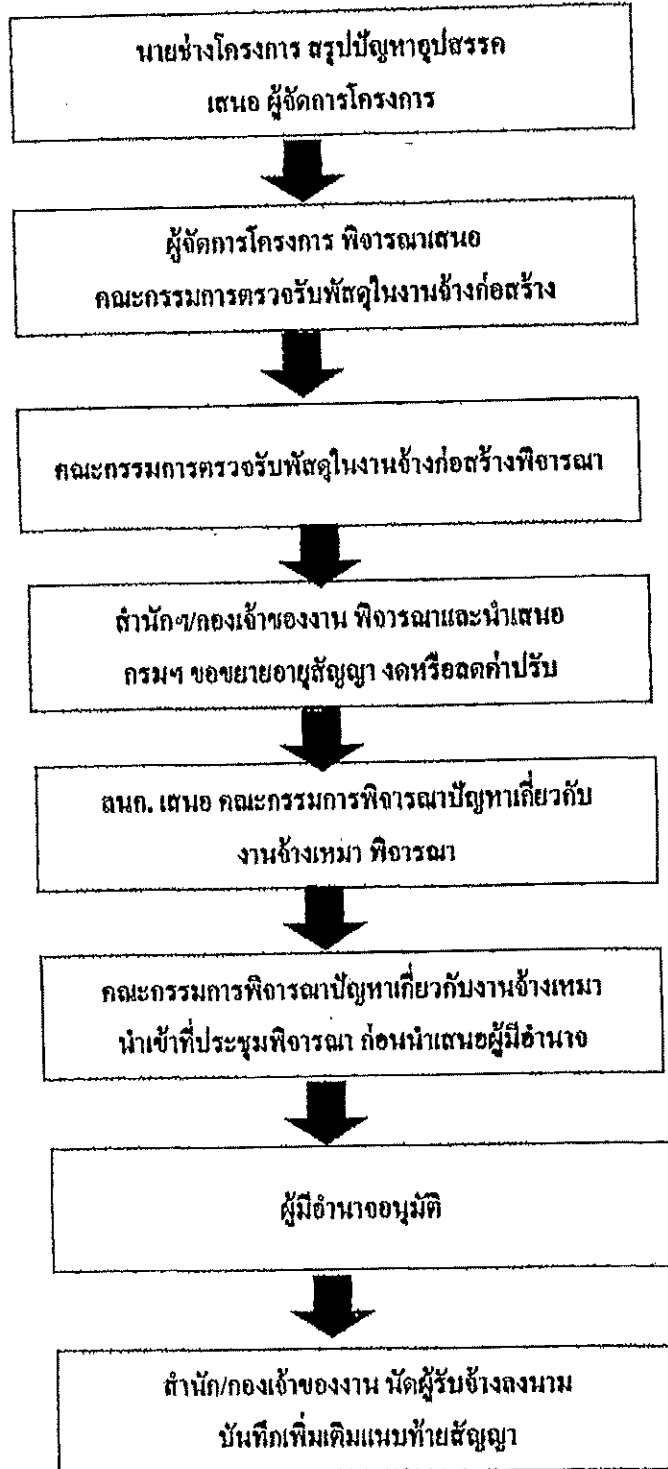 นายช่างโครงการ สรุปปัญหาอุปสรรค
เสนอ ผู้จัดการโครงการ
ผู้จัดการโครงการ พิจารณาเสนอ
คณะกรรมการตรวจรับพัสดุในงานจ้างก่อสร้าง
คณะกรรมการตรวจรับพัสดุในงานจ้างก่อสร้างพิจารณา
สำนักฯ/กองเจ้าของงาน พิจารณาและนำเสนอ
กรมฯ ขอขยายอายุสัญญา งดหรือลดค่าปรับ
ลนก. เสนอ คณะกรรมการพิจารณาปัญหาเกี่ยวกับ
งานจ้างเหมา พิจารณา
คณะกรรมการพิจารณาปัญหาเกี่ยวกับงานจ้างเหมา
นำเข้าที่ประชุมพิจารณา ก่อนนำเสนอผู้มีอำนาจ
ผู้มีอำนาจอนุมัติ
สำนัก/กองเจ้าของงาน นัดผู้รับจ้างลงนาม
บันทึกเพิ่มเติมแนบท้ายสัญญา